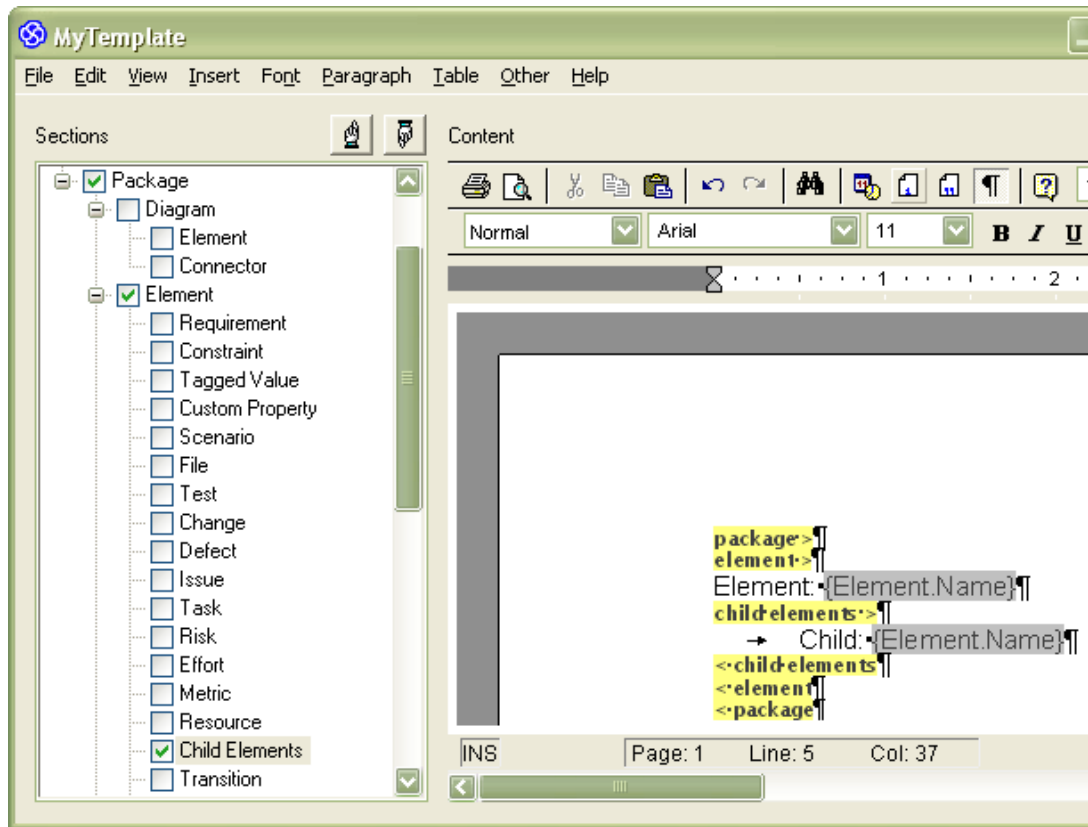 MyTemplate
File Edit View Insert Font Paragraph Table Other Help
Sections
Content
Package
Diagram
Element
Connector
Element
Requirement
Constraint
Tagged Value
Custom Property
Scenario
File
Test
Change
Defect
Issue
Task
Risk
Effort
Metric
Resource
Child Elements
Transition
Normal Arial 11 B I U
1 2
package·>¶
element·>¶
Element:·{Element.Name}¶
child·elements·>¶
→ Child:·{Element.Name}¶
<·child·elements¶
<·element¶
<·package¶
INS Page: 1 Line: 5 Col: 37